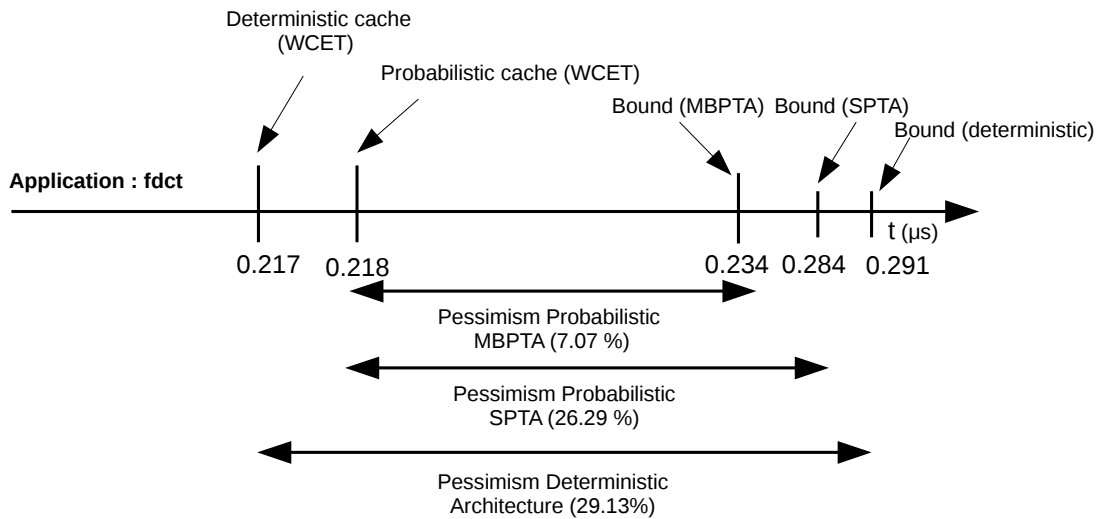 Deterministic cache
(WCET)
Probabilistic cache (WCET)
Bound (MBPTA)
Bound (SPTA)
Bound (deterministic)
Application : fdct
t (µs)
0.217
0.218
0.234
0.284
0.291
Pessimism Probabilistic
MBPTA (7.07 %)
Pessimism Probabilistic
SPTA (26.29 %)
Pessimism Deterministic
Architecture (29.13%)